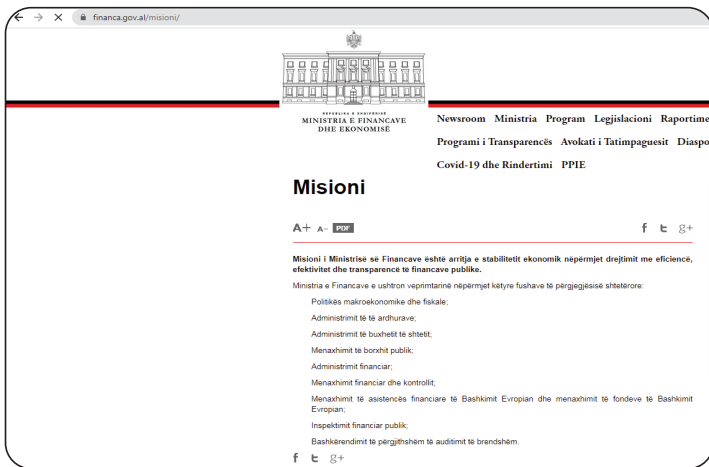 financa.gov.al/misioni/
REPUBLIKA E SHQIPËRISË
MINISTRIA E FINANCAVE
DHE EKONOMISË
Newsroom Ministria Program Legjislacioni Raportime
Programi i Transparencës Avokati i Tatimpaguesit Diaspo
Covid-19 dhe Rindertimi PPIE
Misioni
A+ A- PDF f t g+
Misioni i Ministrisë së Financave është arritja e stabilitetit ekonomik nëpërmjet drejtimit me eficiencë,
efektivitet dhe transparencë të financave publike.
Ministria e Financave e ushtron veprimtarinë nëpërmjet këtyre fushave të përgjegjësisë shtetërore:
Politikës makroekonomike dhe fiskale;
Administrimit të të ardhurave;
Administrimit të buxhetit të shtetit;
Menaxhimit të borxhit publik;
Administrimit financiar;
Menaxhimit financiar dhe kontrollit;
Menaxhimit të asistencës financiare të Bashkimit Evropian dhe menaxhimit të fondeve të Bashkimit
Evropian;
Inspektimit financiar publik;
Bashkërendimit të përgjithshëm të auditimit të brendshëm.
f t g+